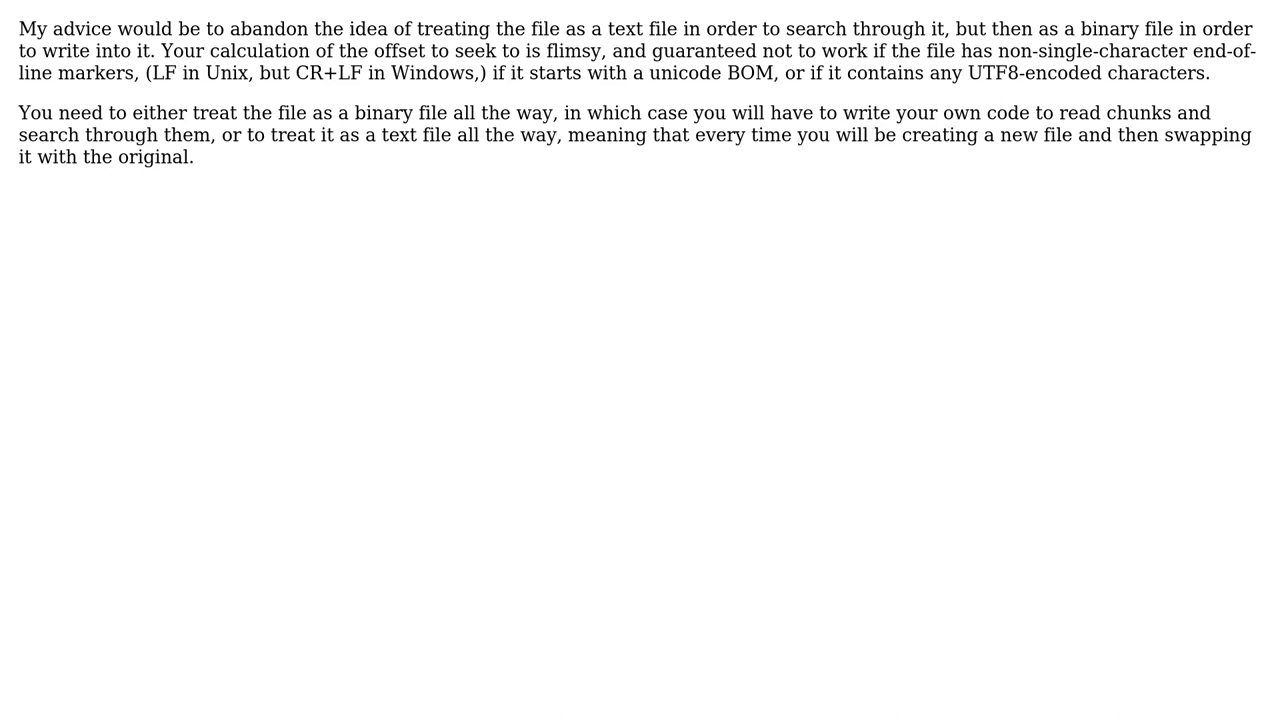 My advice would be to abandon the idea of treating the file as a text file in order to search through it, but then as a binary file in order
to write into it. Your calculation of the offset to seek to is flimsy, and guaranteed not to work if the file has non-single-character end-of-
line markers, (LF in Unix, but CR+LF in Windows,) if it starts with a unicode BOM, or if it contains any UTF8-encoded characters.
You need to either treat the file as a binary file all the way, in which case you will have to write your own code to read chunks and
search through them, or to treat it as a text file all the way, meaning that every time you will be creating a new file and then swapping
it with the original.